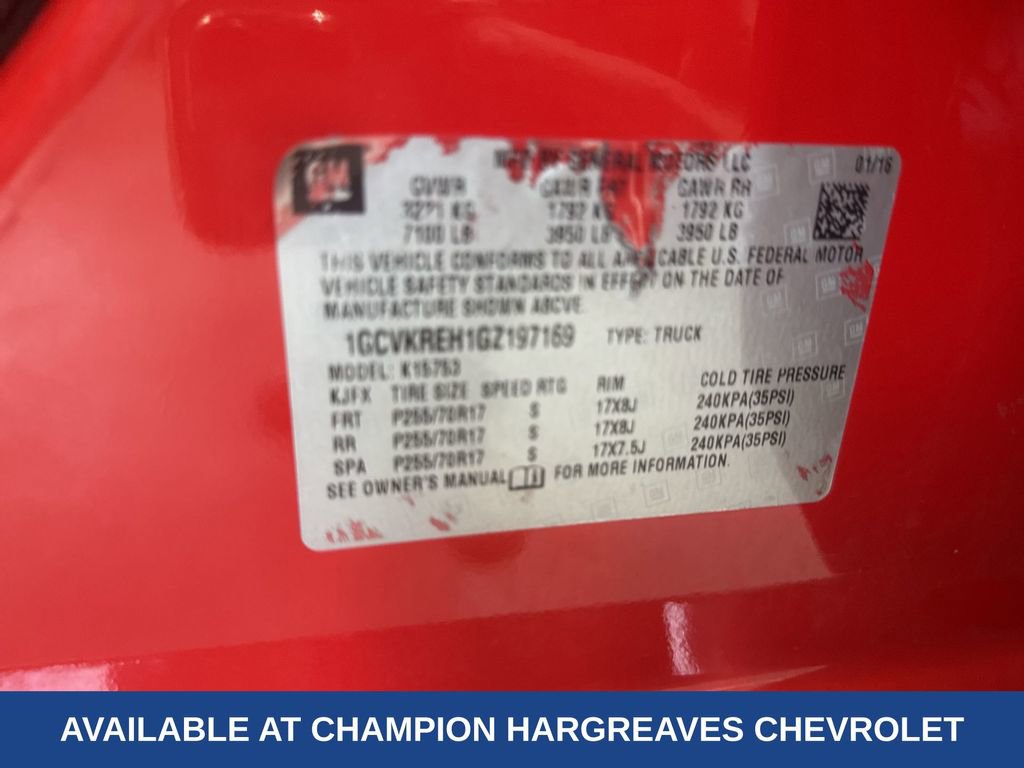 GM
MFD BY GENERAL MOTORS LLC 01/16
GVWR GAWR FRT GAWR RR
KG 1792 KG 1792 KG
7100 LB 3950 LB 3950 LB
THIS VEHICLE CONFORMS TO ALL U.S. FEDERAL MOTOR
VEHICLE SAFETY STANDARDS IN EFFECT ON THE DATE OF
MANUFACTURE SHOWN ABOVE.
1GCVKREH1GZ197169 TYPE: TRUCK
MODEL: K15753
KJFX TIRE SIZE SPEED RTG RIM COLD TIRE PRESSURE
FRT P255/70R17 S 17X8J 240KPA(35PSI)
RR P255/70R17 S 17X8J 240KPA(35PSI)
SPA P255/70R17 S 17X7.5J 240KPA(35PSI)
SEE OWNER'S MANUAL FOR MORE INFORMATION.
AVAILABLE AT CHAMPION HARGREAVES CHEVROLET